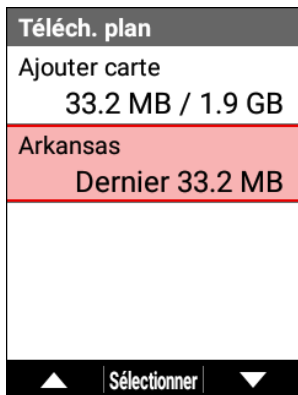 Téléch. plan
Ajouter carte
33.2 MB / 1.9 GB
Arkansas
Dernier 33.2 MB
Sélectionner